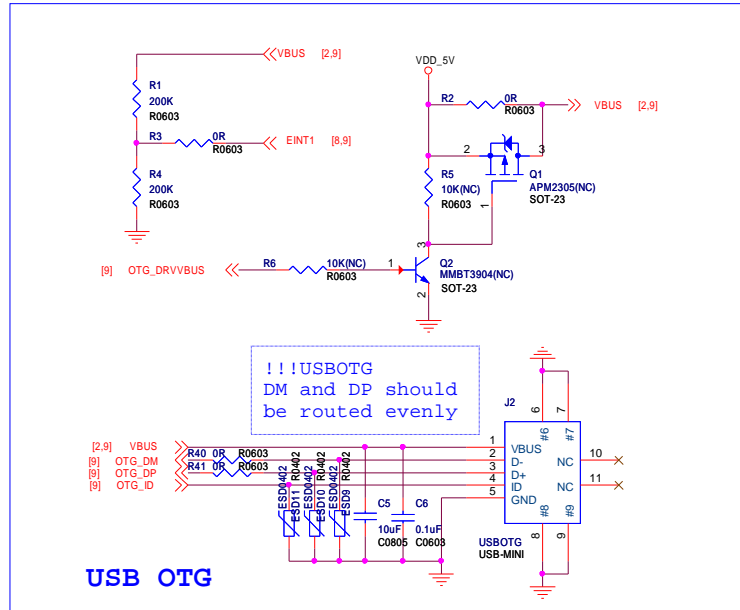 VBUS [2,9]
R1
200K
R0603
R3 0R
R0603
EINT1 [8,9]
R4
200K
R0603
VDD_5V
R2 0R
R0603
VBUS [2,9]
2 3
Q1
APM2305(NC)
SOT-23
1
R5
10K(NC)
R0603
[9] OTG_DRVVBUS
R6 10K(NC)
R0603
1
3
Q2
MMBT3904(NC)
SOT-23
2
!!!USBOTG
DM and DP should
be routed evenly
J2
6 7
#6 #7
[2,9] VBUS
[9] OTG_DM
[9] OTG_DP
[9] OTG_ID
R40 0R R0603
R41 0R R0603
1 VBUS
2 D-
3 D+
4 ID
5 GND
NC 10
NC 11
#8 #9
8 9
ESD0402
ESD11
R0402
ESD0402
ESD10
R0402
ESD0402
ESD9
R0402
C5
10uF
C0805
C6
0.1uF
C0603
USBOTG
USB-MINI
USB OTG